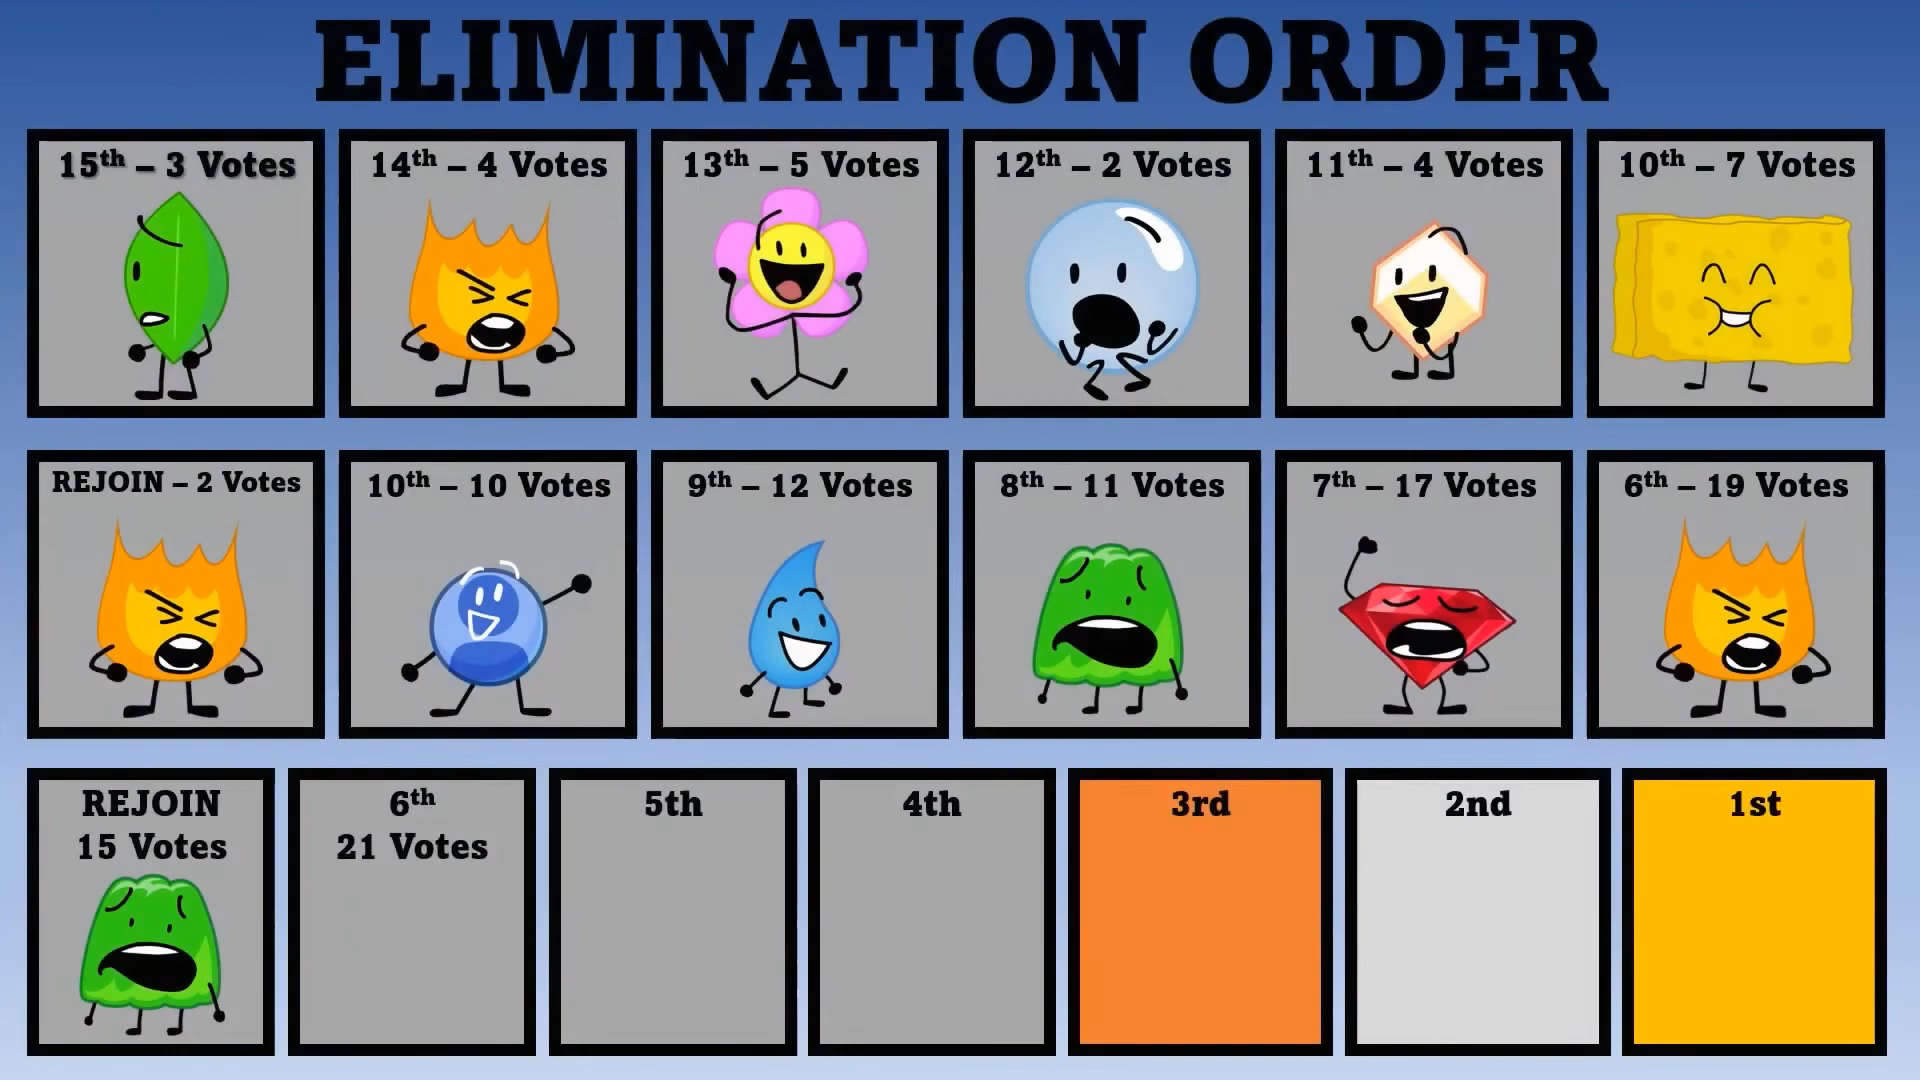 ELIMINATION ORDER
15th – 3 Votes
14th – 4 Votes
13th – 5 Votes
12th – 2 Votes
11th – 4 Votes
10th – 7 Votes
REJOIN – 2 Votes
10th – 10 Votes
9th – 12 Votes
8th – 11 Votes
7th – 17 Votes
6th – 19 Votes
REJOIN
15 Votes
6th
21 Votes
5th
4th
3rd
2nd
1st